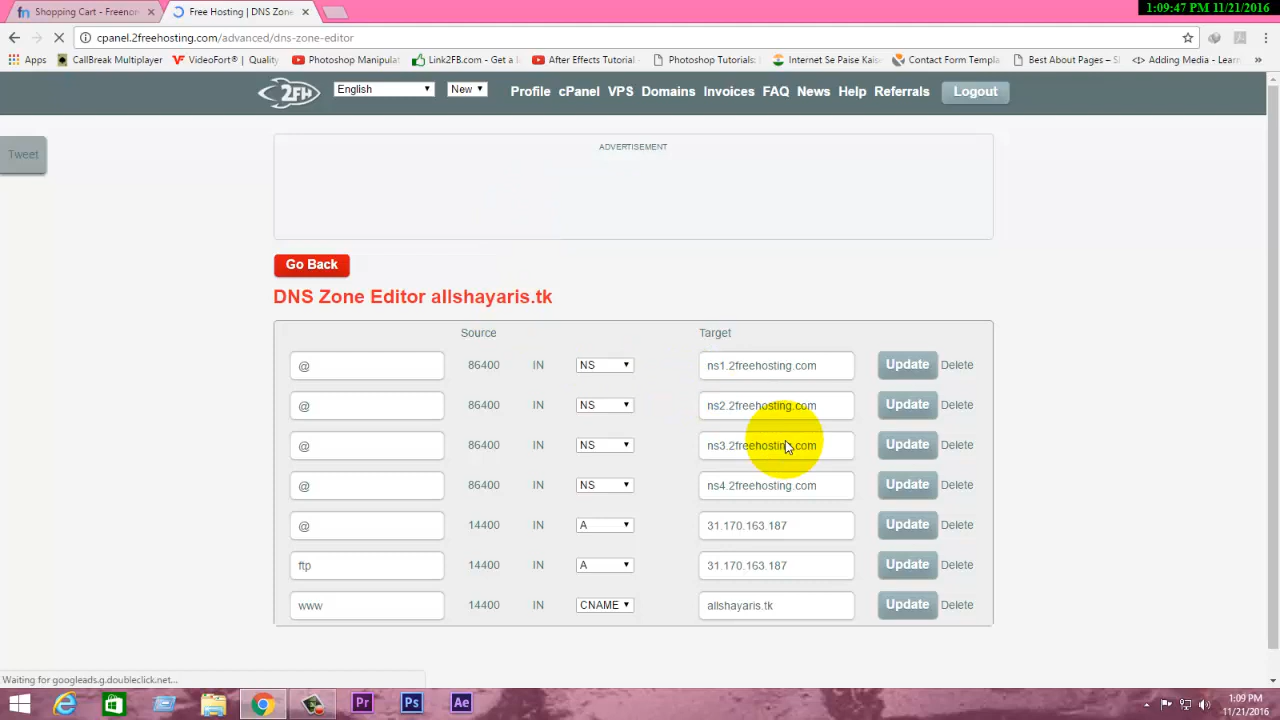 1:09:47 PM 11/21/2016
Shopping Cart - Freenom
Free Hosting | DNS Zone
cpanel.2freehosting.com/advanced/dns-zone-editor
Apps CallBreak Multiplayer VideoFort | Quality Photoshop Manipulat Link2FB.com - Get a l After Effects Tutorial - Photoshop Tutorials: Internet Se Paise Kaise Contact Form Templa Best About Pages – Si Adding Media - Learn »
2FH English New Profile cPanel VPS Domains Invoices FAQ News Help Referrals Logout
Tweet
ADVERTISEMENT
Go Back
DNS Zone Editor allshayaris.tk
Source Target
@ 86400 IN NS ns1.2freehosting.com Update Delete
@ 86400 IN NS ns2.2freehosting.com Update Delete
@ 86400 IN NS ns3.2freehosting.com Update Delete
@ 86400 IN NS ns4.2freehosting.com Update Delete
@ 14400 IN A 31.170.163.187 Update Delete
ftp 14400 IN A 31.170.163.187 Update Delete
www 14400 IN CNAME allshayaris.tk Update Delete
Waiting for googleads.g.doubleclick.net...
Pr Ps Ae
1:09 PM
11/21/2016